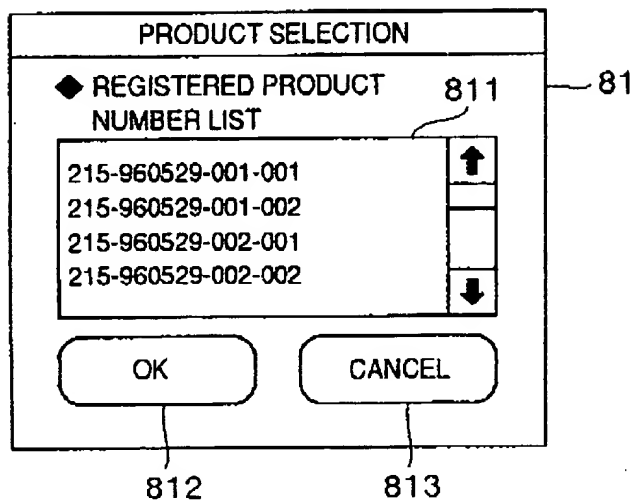 PRODUCT SELECTION
◆ REGISTERED PRODUCT
NUMBER LIST
811
81
215-960529-001-001
215-960529-001-002
215-960529-002-001
215-960529-002-002
OK
CANCEL
812
813